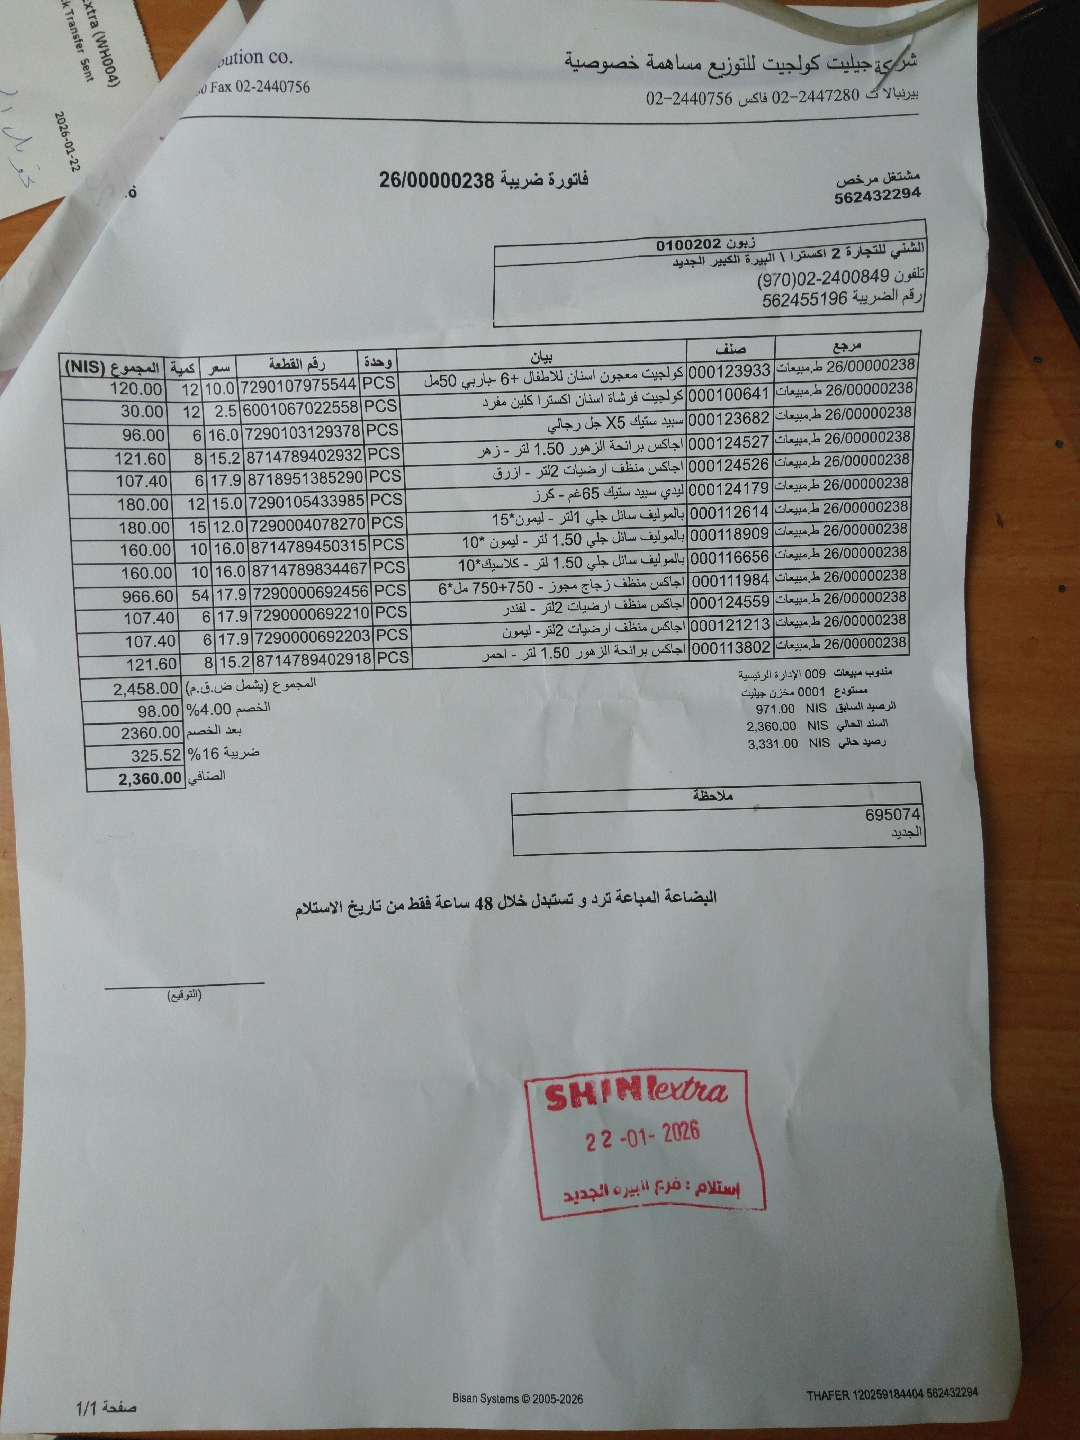 xtra (WH004)
k Transfer Sent
2026-01-22
bution co.
Fax 02-2440756
شركة جيليت كولجيت للتوزيع مساهمة خصوصية
بيرنبالا ت 2447280-02 فاكس 2440756-02
فاتورة ضريبة 26/00000238
مشتغل مرخص
562432294
زبون 0100202
الشني للتجارة 2 اكسترا \ البيرة الكبير الجديد
تلفون 2400849-02(970)
رقم الضريبة 562455196
مرجع صنف بيان وحدة رقم القطعة سعر كمية المجموع (NIS)
26/00000238 ط.مبيعات 000123933 كولجيت معجون اسنان للاطفال +6 -باربي 50مل PCS 7290107975544 10.0 12 120.00
26/00000238 ط.مبيعات 000100641 كولجيت فرشاة اسنان اكسترا كلين مفرد PCS 6001067022558 2.5 12 30.00
26/00000238 ط.مبيعات 000123682 سبيد ستيك X5 جل رجالي PCS 7290103129378 16.0 6 96.00
26/00000238 ط.مبيعات 000124527 اجاكس برائحة الزهور 1.50 لتر - زهر PCS 8714789402932 15.2 8 121.60
26/00000238 ط.مبيعات 000124526 اجاكس منظف ارضيات 2لتر - ازرق PCS 8718951385290 17.9 6 107.40
26/00000238 ط.مبيعات 000124179 ليدي سبيد ستيك 65غم - كرز PCS 7290105433985 15.0 12 180.00
26/00000238 ط.مبيعات 000112614 بالموليف سائل جلي 1لتر - ليمون*15 PCS 7290004078270 12.0 15 180.00
26/00000238 ط.مبيعات 000118909 بالموليف سائل جلي 1.50 لتر - ليمون *10 PCS 8714789450315 16.0 10 160.00
26/00000238 ط.مبيعات 000116656 بالموليف سائل جلي 1.50 لتر - كلاسيك*10 PCS 8714789834467 16.0 10 160.00
26/00000238 ط.مبيعات 000111984 اجاكس منظف زجاج مجوز - 750+750 مل*6 PCS 7290000692456 17.9 54 966.60
26/00000238 ط.مبيعات 000124559 اجاكس منظف ارضيات 2لتر - لفندر PCS 7290000692210 17.9 6 107.40
26/00000238 ط.مبيعات 000121213 اجاكس منظف ارضيات 2لتر- ليمون PCS 7290000692203 17.9 6 107.40
26/00000238 ط.مبيعات 000113802 اجاكس برائحة الزهور 1.50 لتر - احمر PCS 8714789402918 15.2 8 121.60
المجموع (يشمل ض.ق.م) 2,458.00
الخصم 4.00% 98.00
بعد الخصم 2360.00
ضريبة 16% 325.52
الصافي 2,360.00
مندوب مبيعات 009 الإدارة الرئيسية
مستودع 0001 مخزن جيليت
الرصيد السابق NIS 971.00
السند الحالي NIS 2,360.00
رصيد حالي NIS 3,331.00
ملاحظة
695074
الجديد
البضاعة المباعة ترد و تستبدل خلال 48 ساعة فقط من تاريخ الاستلام
(التوقيع)
SHINI extra
22-01-2026
إستلام : فرع البيره الجديد
صفحة 1/1
Bisan Systems © 2005-2026
THAFER 120259184404 562432294